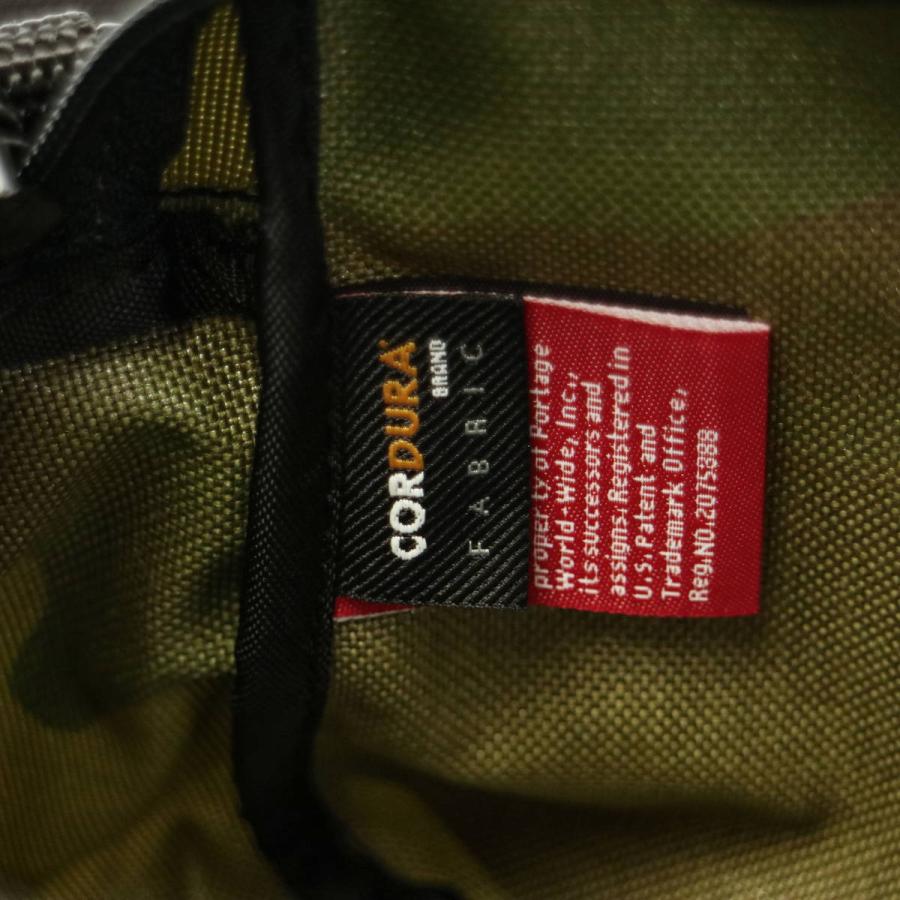 CORDURA
BRAND
FABRIC
property of Portage
World-Wide, Inc.,
its successors and
assigns. Registered in
U.S. Patent and
Trademark Office,
Reg. NO. 2075888